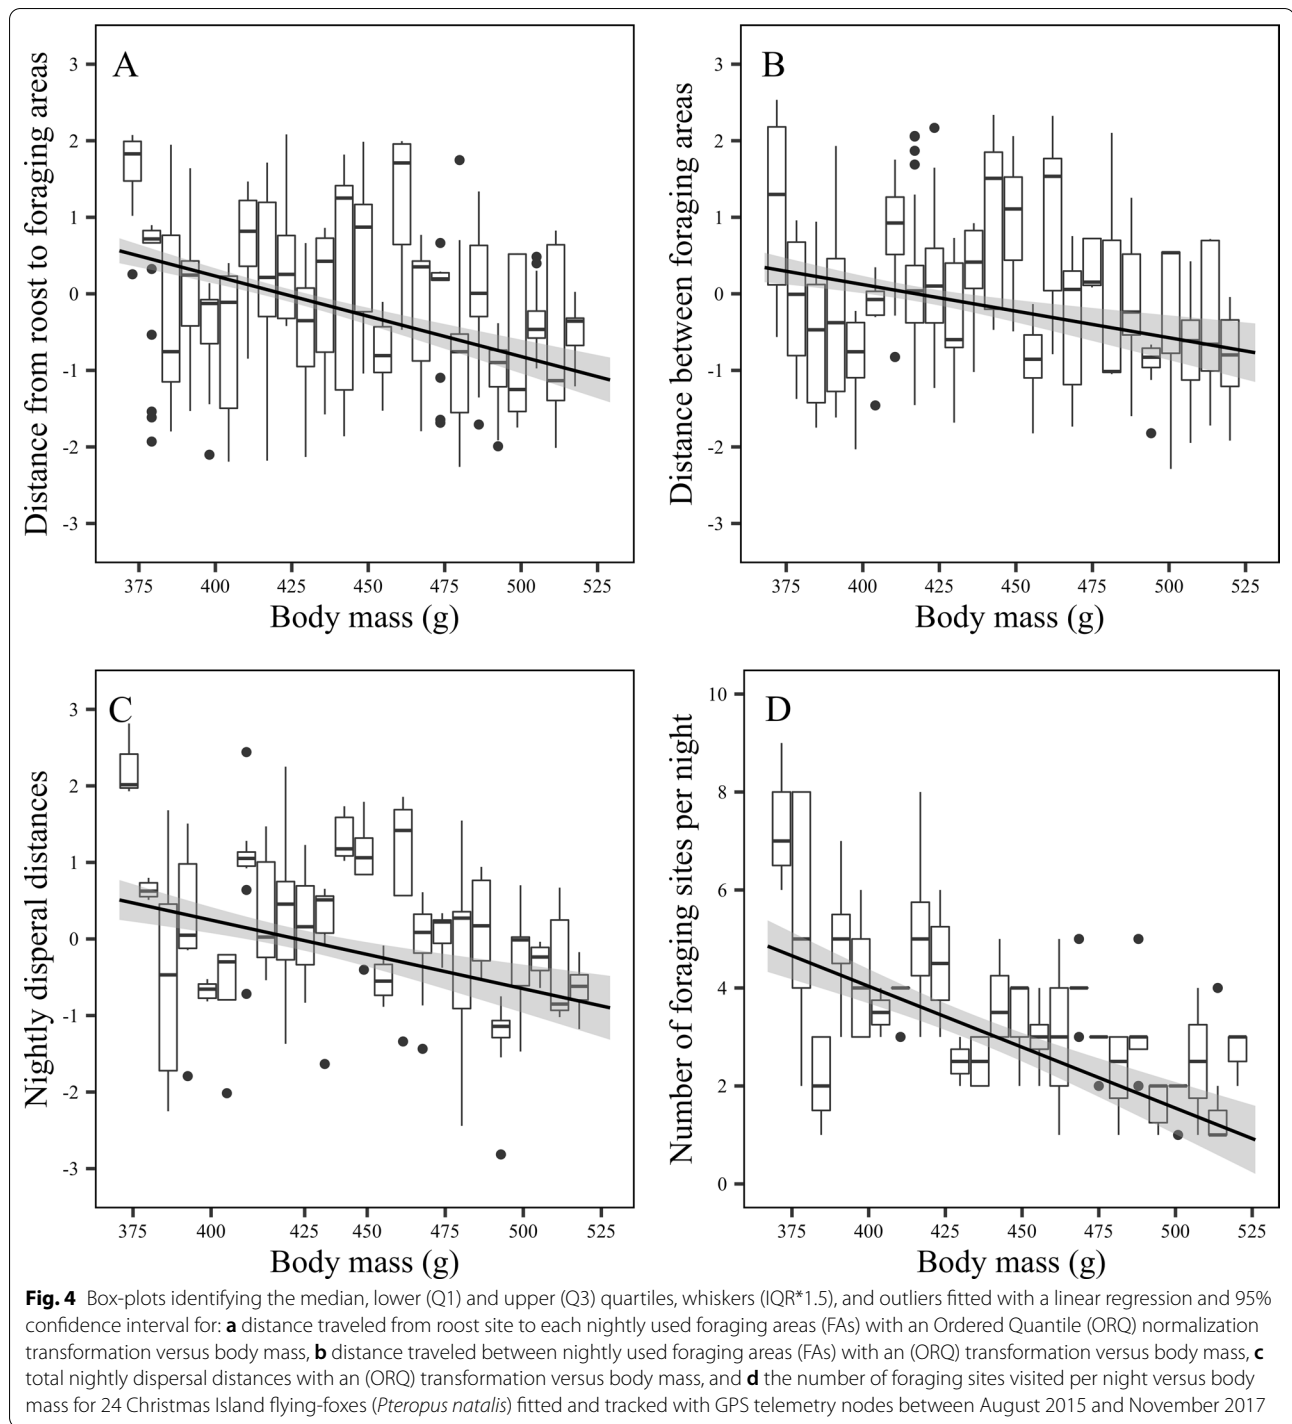 A
Distance from roost to foraging areas
3
2
1
0
-1
-2
-3
375 400 425 450 475 500 525
Body mass (g)
B
Distance between foraging areas
3
2
1
0
-1
-2
-3
375 400 425 450 475 500 525
Body mass (g)
C
Nightly disperal distances
3
2
1
0
-1
-2
-3
375 400 425 450 475 500 525
Body mass (g)
D
Number of foraging sites per night
10
8
6
4
2
0
375 400 425 450 475 500 525
Body mass (g)
Fig. 4 Box-plots identifying the median, lower (Q1) and upper (Q3) quartiles, whiskers (IQR*1.5), and outliers fitted with a linear regression and 95%
confidence interval for: a distance traveled from roost site to each nightly used foraging areas (FAs) with an Ordered Quantile (ORQ) normalization
transformation versus body mass, b distance traveled between nightly used foraging areas (FAs) with an (ORQ) transformation versus body mass, c
total nightly dispersal distances with an (ORQ) transformation versus body mass, and d the number of foraging sites visited per night versus body
mass for 24 Christmas Island flying-foxes (Pteropus natalis) fitted and tracked with GPS telemetry nodes between August 2015 and November 2017